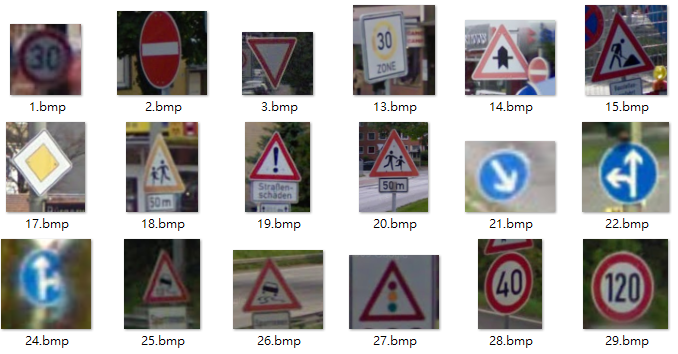 30
1.bmp
2.bmp
3.bmp
30
ZONE
13.bmp
14.bmp
15.bmp
17.bmp
50 m
18.bmp
Straßen-
schäden
19.bmp
50 m
20.bmp
21.bmp
22.bmp
24.bmp
25.bmp
26.bmp
27.bmp
40
28.bmp
120
29.bmp